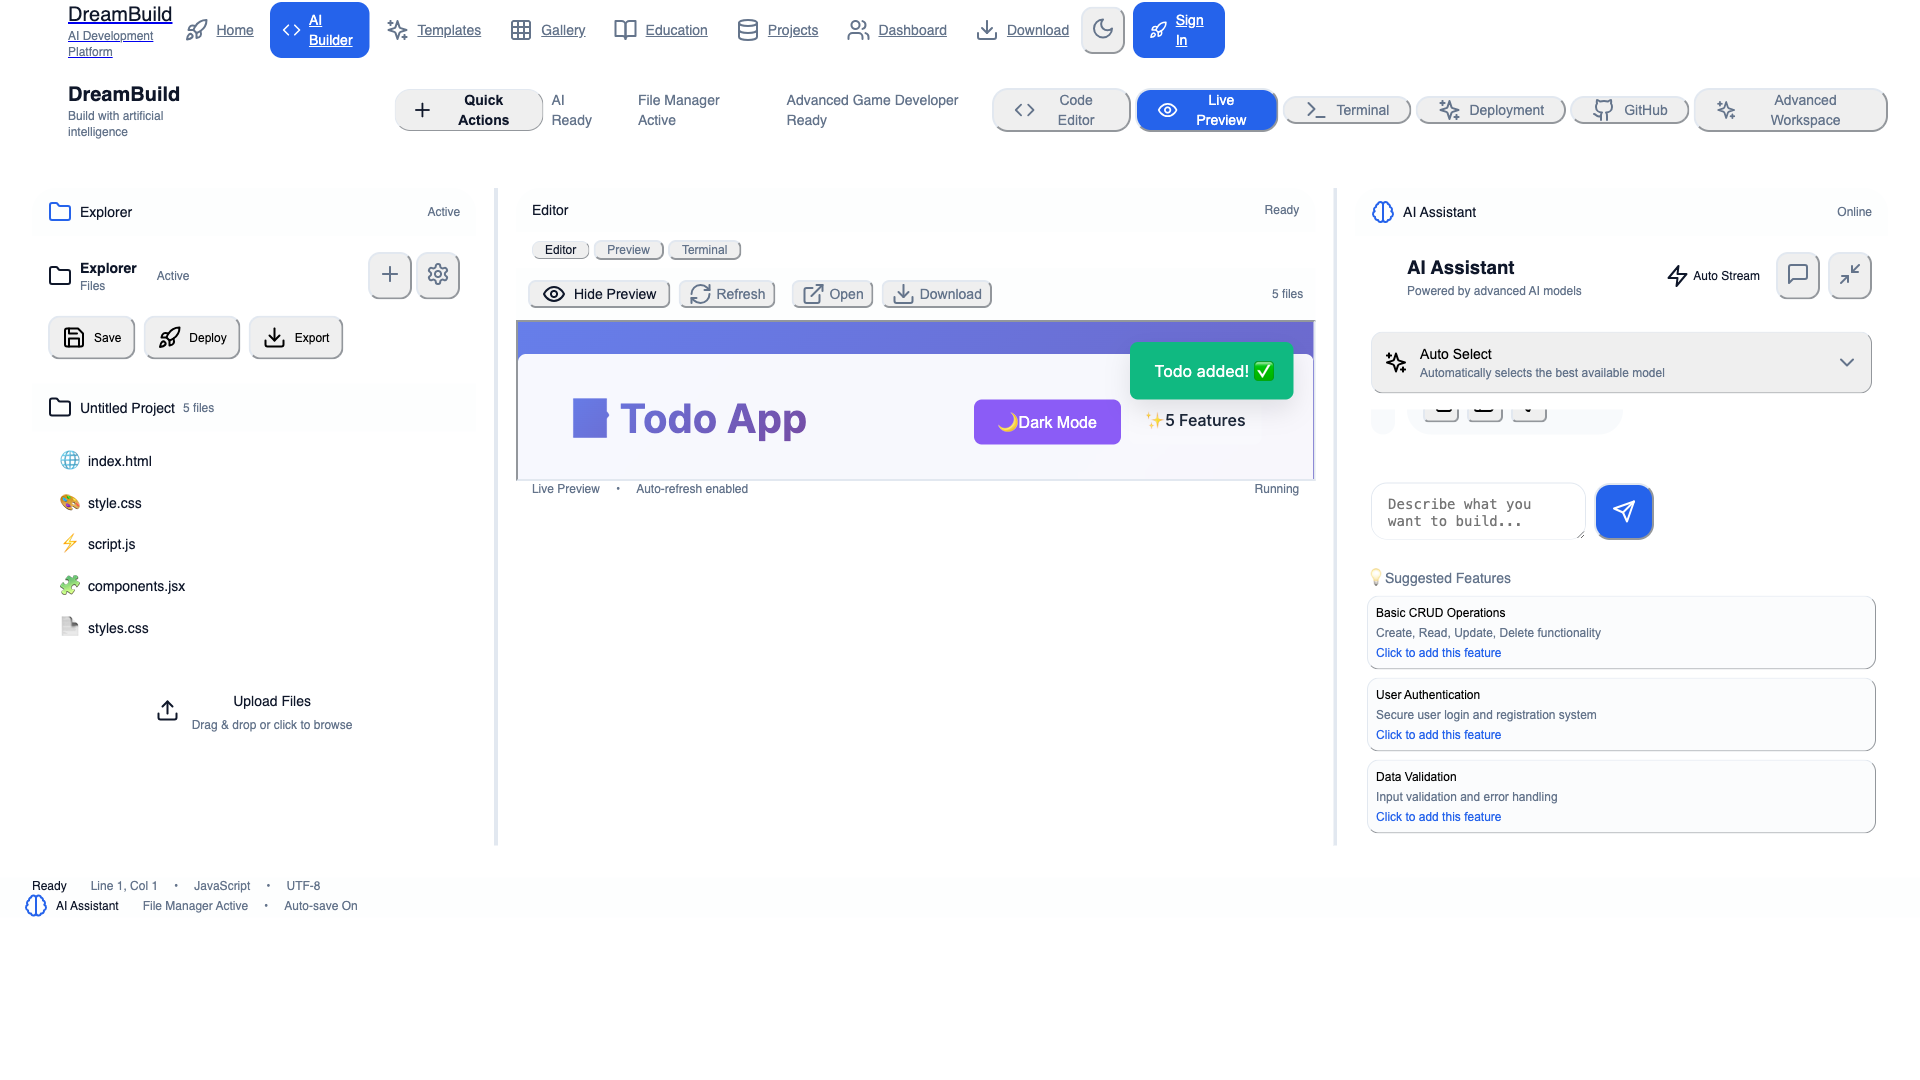 DreamBuild
AI Development
Platform
Home
AI
Builder
Templates
Gallery
Education
Projects
Dashboard
Download
Sign
In
DreamBuild
Build with artificial
intelligence
Quick
Actions
AI
Ready
File Manager
Active
Advanced Game Developer
Ready
Code
Editor
Live
Preview
Terminal
Deployment
GitHub
Advanced
Workspace
Explorer
Active
Explorer
Files
Active
Save
Deploy
Export
Untitled Project 5 files
index.html
style.css
script.js
components.jsx
styles.css
Upload Files
Drag & drop or click to browse
Editor
Ready
Editor
Preview
Terminal
Hide Preview
Refresh
Open
Download
5 files
Todo added! ✅
Todo App
🌙Dark Mode
✨5 Features
Live Preview • Auto-refresh enabled
Running
AI Assistant
Online
AI Assistant
Powered by advanced AI models
Auto Stream
Auto Select
Automatically selects the best available model
Describe what you
want to build...
💡Suggested Features
Basic CRUD Operations
Create, Read, Update, Delete functionality
Click to add this feature
User Authentication
Secure user login and registration system
Click to add this feature
Data Validation
Input validation and error handling
Click to add this feature
Ready Line 1, Col 1 • JavaScript • UTF-8
AI Assistant File Manager Active • Auto-save On